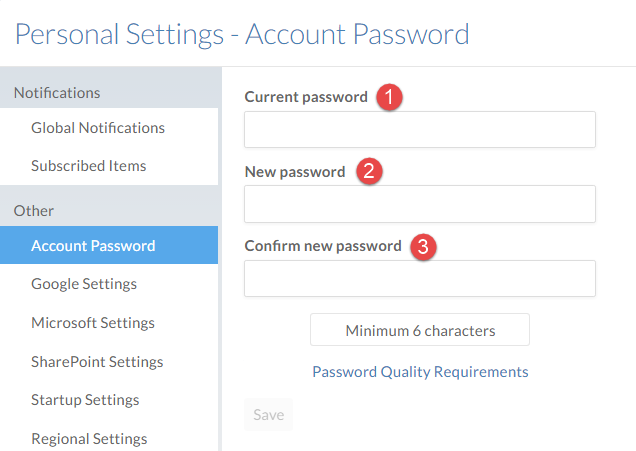 Personal Settings - Account Password
Notifications
Global Notifications
Subscribed Items
Other
Account Password
Google Settings
Microsoft Settings
SharePoint Settings
Startup Settings
Regional Settings
Current password 1
New password 2
Confirm new password 3
Minimum 6 characters
Password Quality Requirements
Save